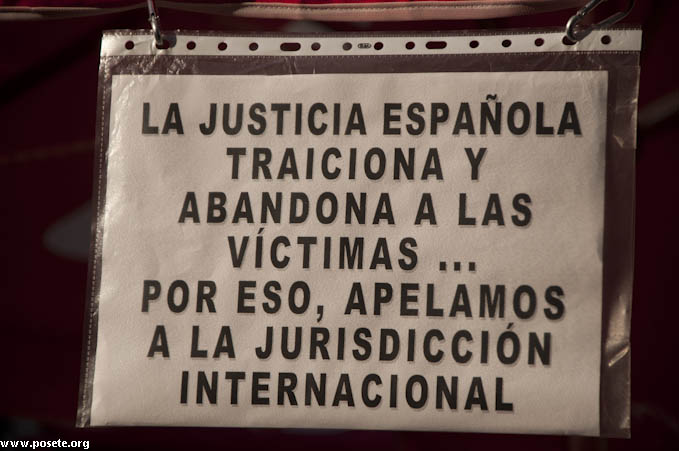 LA JUSTICIA ESPAÑOLA
TRAICIONA Y
ABANDONA A LAS
VÍCTIMAS ...
POR ESO, APELAMOS
A LA JURISDICCIÓN
INTERNACIONAL
www.posete.org